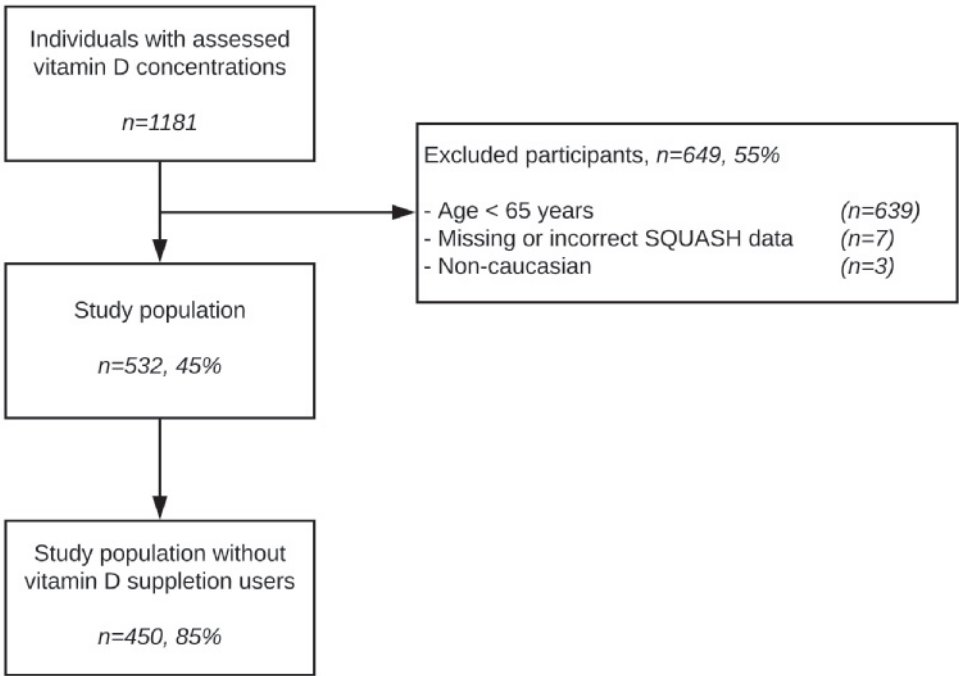 Individuals with assessed
vitamin D concentrations
n=1181
Excluded participants, n=649, 55%
- Age < 65 years (n=639)
- Missing or incorrect SQUASH data (n=7)
- Non-caucasian (n=3)
Study population
n=532, 45%
Study population without
vitamin D suppletion users
n=450, 85%